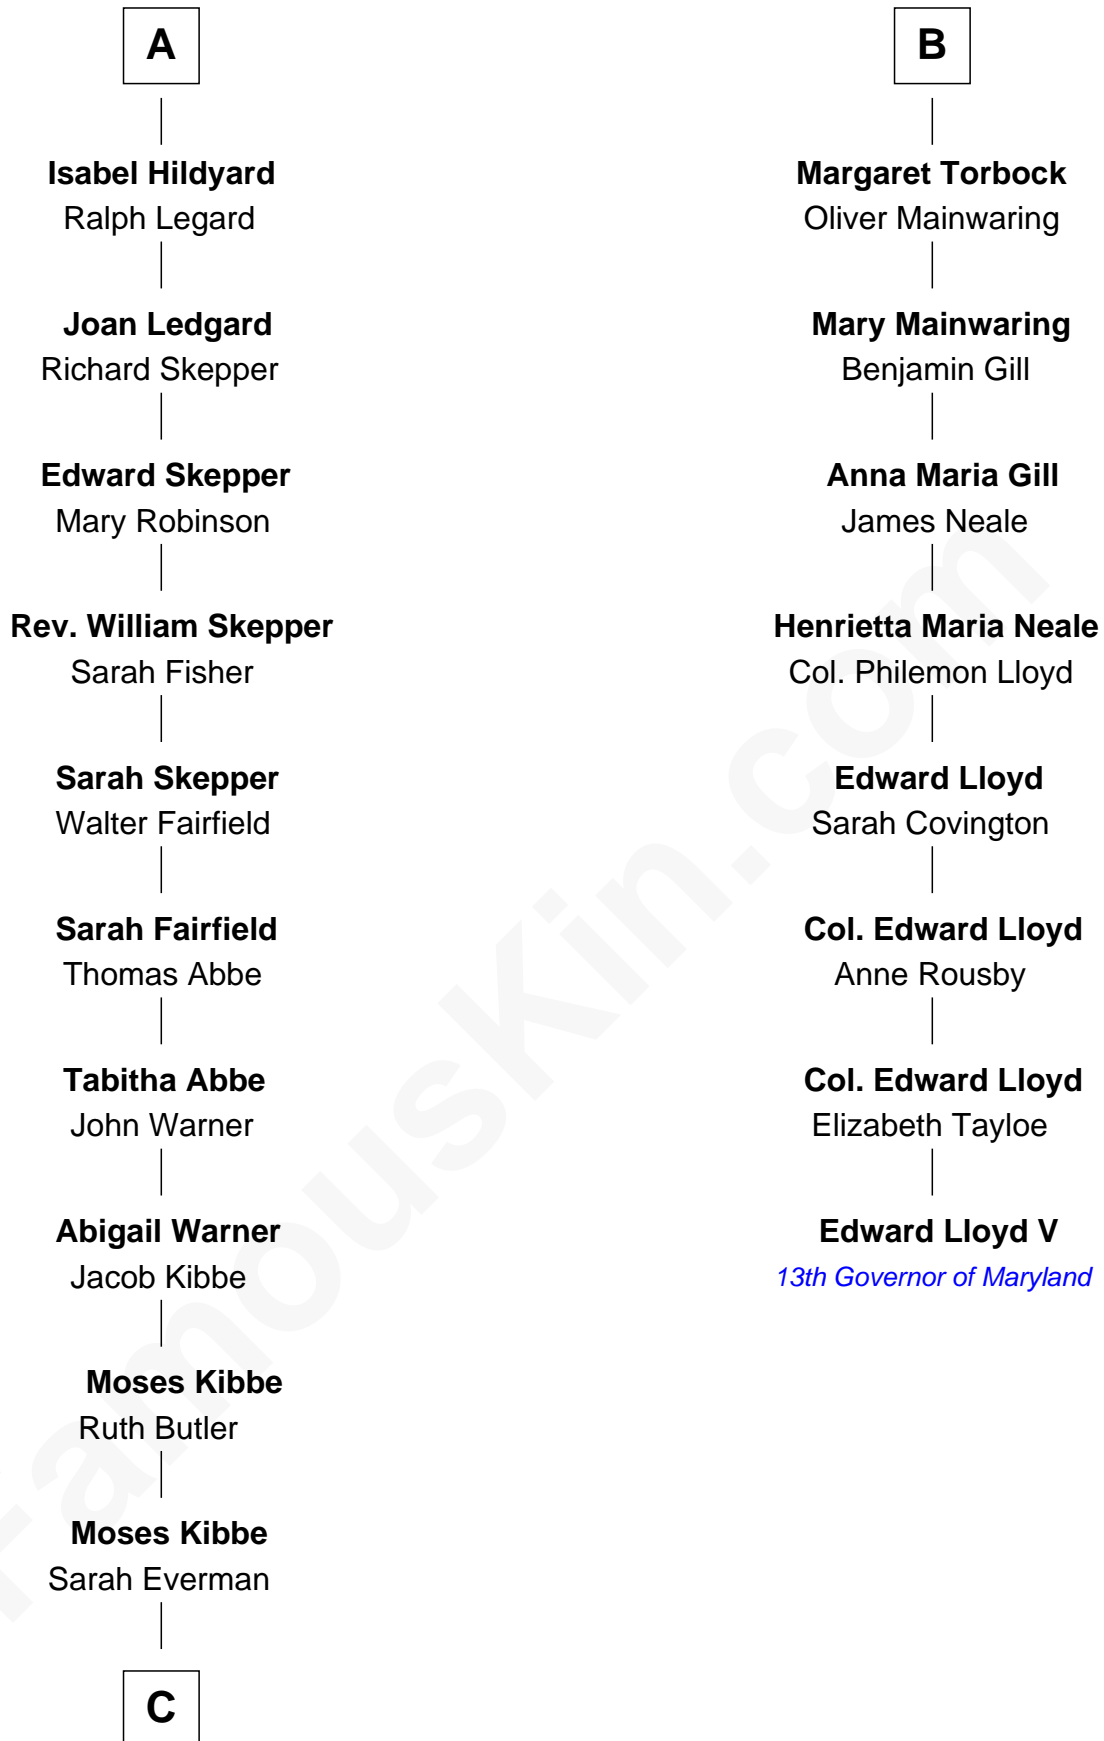 A
Isabel Hildyard
Ralph Legard
Joan Ledgard
Richard Skepper
Edward Skepper
Mary Robinson
Rev. William Skepper
Sarah Fisher
Sarah Skepper
Walter Fairfield
Sarah Fairfield
Thomas Abbe
Tabitha Abbe
John Warner
Abigail Warner
Jacob Kibbe
Moses Kibbe
Ruth Butler
Moses Kibbe
Sarah Everman
C
B
Margaret Torbock
Oliver Mainwaring
Mary Mainwaring
Benjamin Gill
Anna Maria Gill
James Neale
Henrietta Maria Neale
Col. Philemon Lloyd
Edward Lloyd
Sarah Covington
Col. Edward Lloyd
Anne Rousby
Col. Edward Lloyd
Elizabeth Tayloe
Edward Lloyd V
13th Governor of Maryland
FamousKin.com